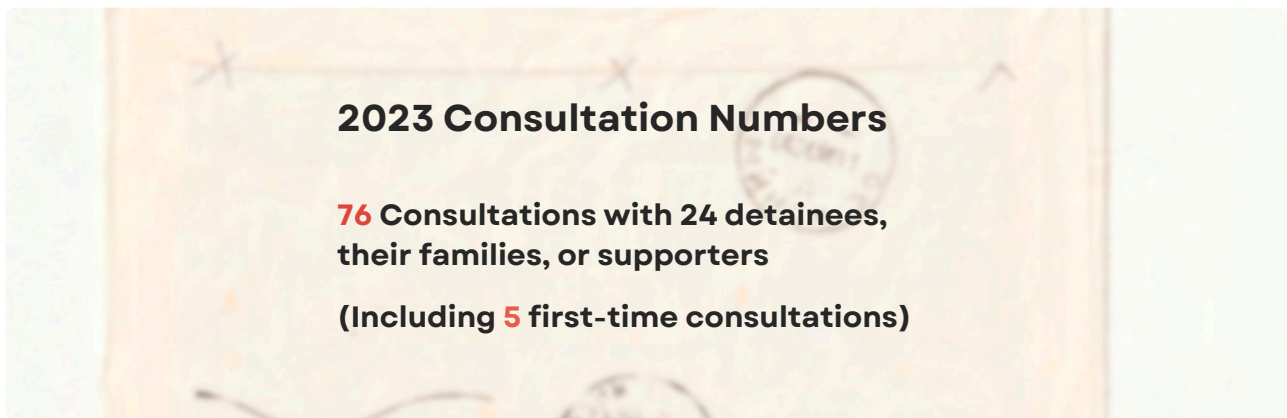 2023 Consultation Numbers
76 Consultations with 24 detainees,
their families, or supporters
(Including 5 first-time consultations)